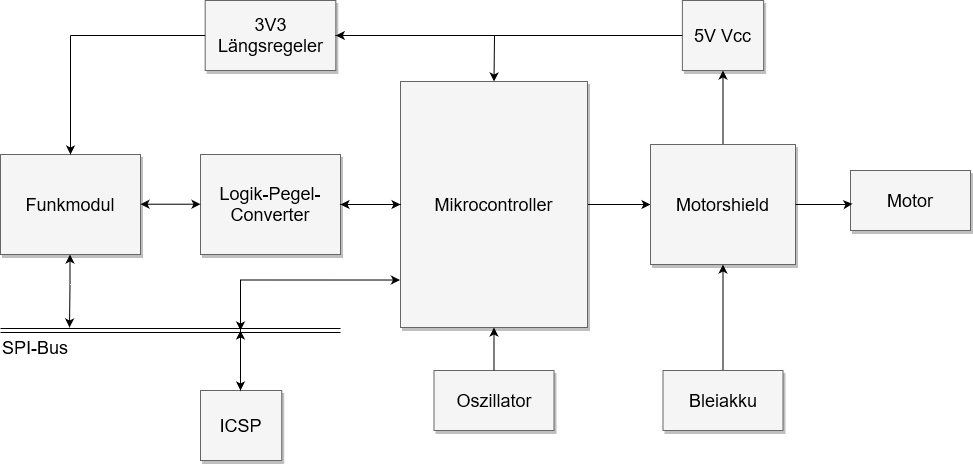 3V3
Längsregeler
5V Vcc
Funkmodul
Logik-Pegel-
Converter
Mikrocontroller
Motorshield
Motor
SPI-Bus
ICSP
Oszillator
Bleiakku